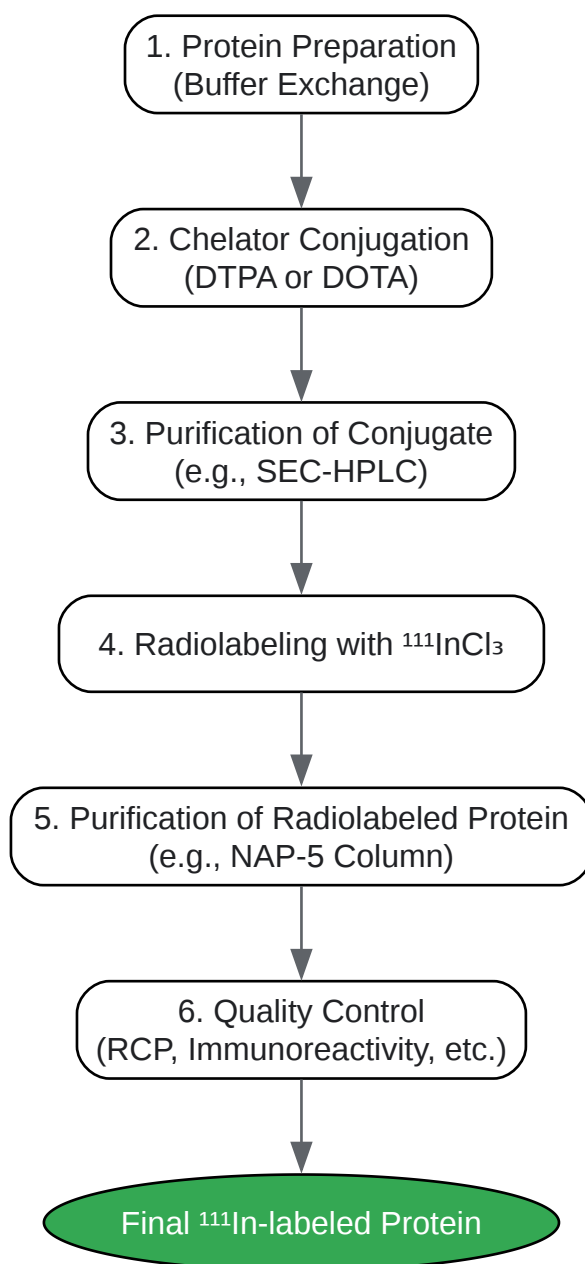 1. Protein Preparation
(Buffer Exchange)
2. Chelator Conjugation
(DTPA or DOTA)
3. Purification of Conjugate
(e.g., SEC-HPLC)
4. Radiolabeling with ¹¹¹InCl₃
5. Purification of Radiolabeled Protein
(e.g., NAP-5 Column)
6. Quality Control
(RCP, Immunoreactivity, etc.)
Final ¹¹¹In-labeled Protein